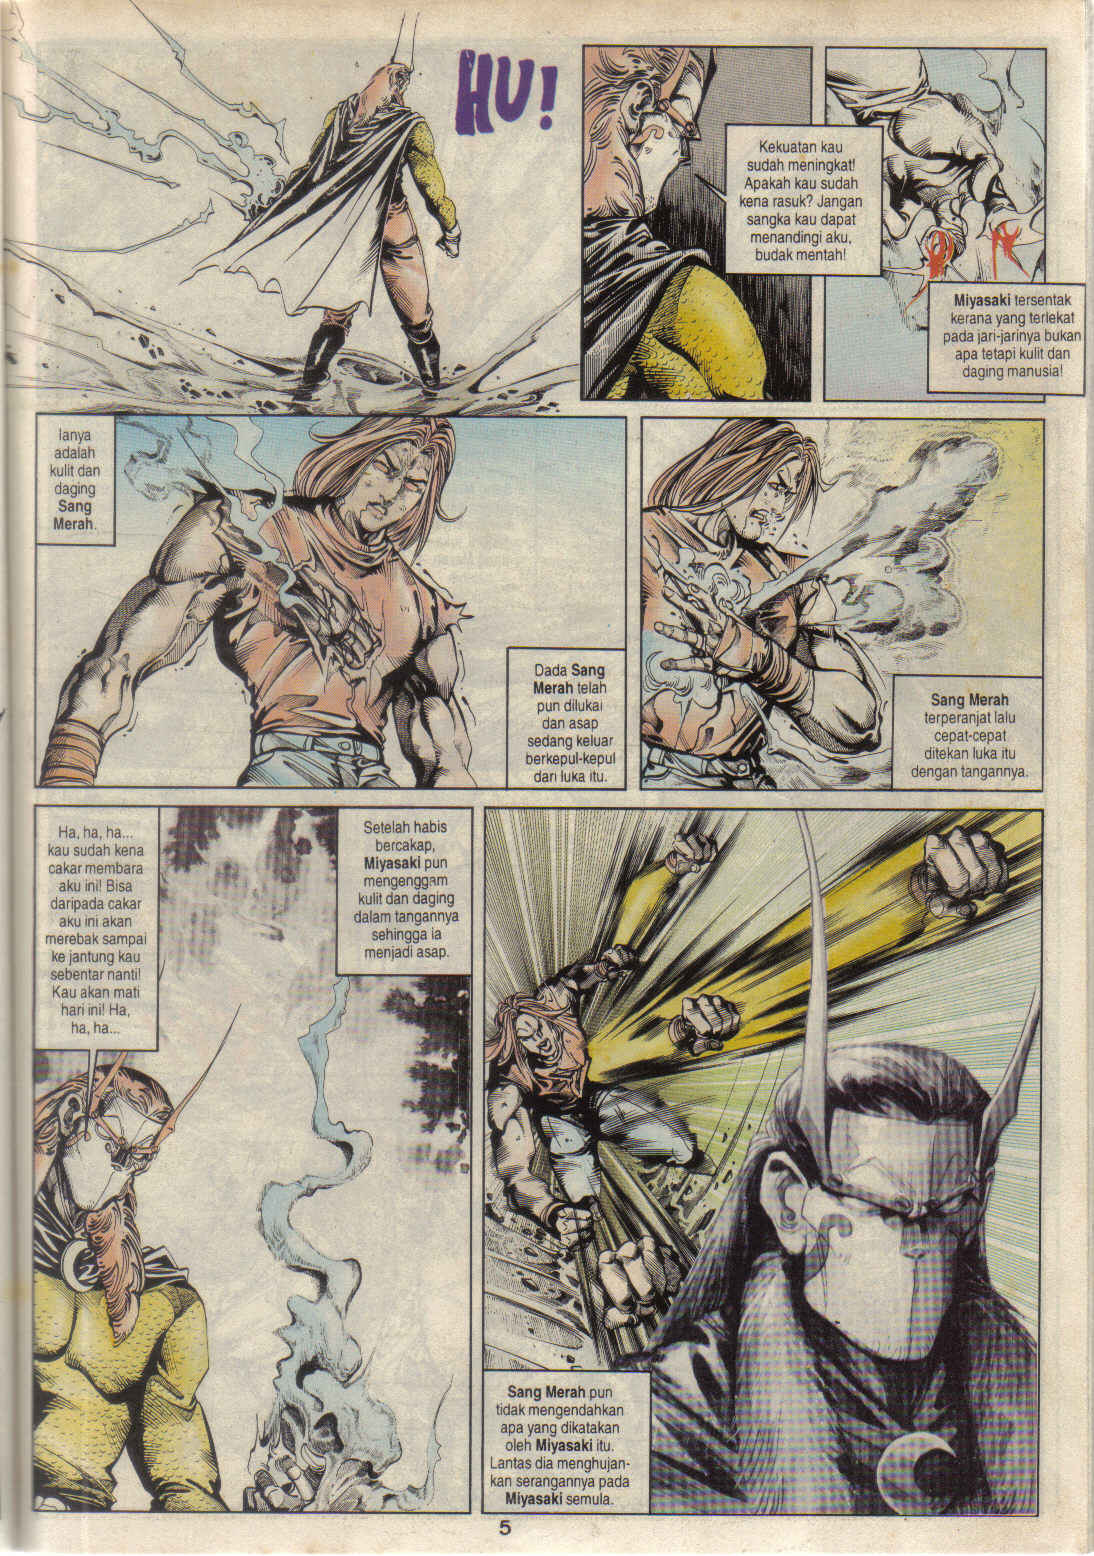 HU!
Kekuatan kau
sudah meningkat!
Apakah kau sudah
kena rasuk? Jangan
sangka kau dapat
menandingi aku,
budak mentah!
Miyasaki tersentak
kerana yang terlekat
pada jari-jarinya bukan
apa tetapi kulit dan
daging manusia!
Ianya
adalah
kulit dan
daging
Sang
Merah.
Dada Sang
Merah telah
pun dilukai
dan asap
sedang keluar
berkepul-kepul
dari luka itu.
Sang Merah
terperanjat lalu
cepat-cepat
ditekan luka itu
dengan tangannya.
Ha, ha, ha...
kau sudah kena
cakar membara
aku ini! Bisa
daripada cakar
aku ini akan
merebak sampai
ke jantung kau
sebentar nanti!
Kau akan mati
hari ini! Ha,
ha, ha...
Setelah habis
bercakap,
Miyasaki pun
mengenggam
kulit dan daging
dalam tangannya
sehingga ia
menjadi asap.
Sang Merah pun
tidak mengendahkan
apa yang dikatakan
oleh Miyasaki itu.
Lantas dia menghujan-
kan serangannya pada
Miyasaki semula.
5